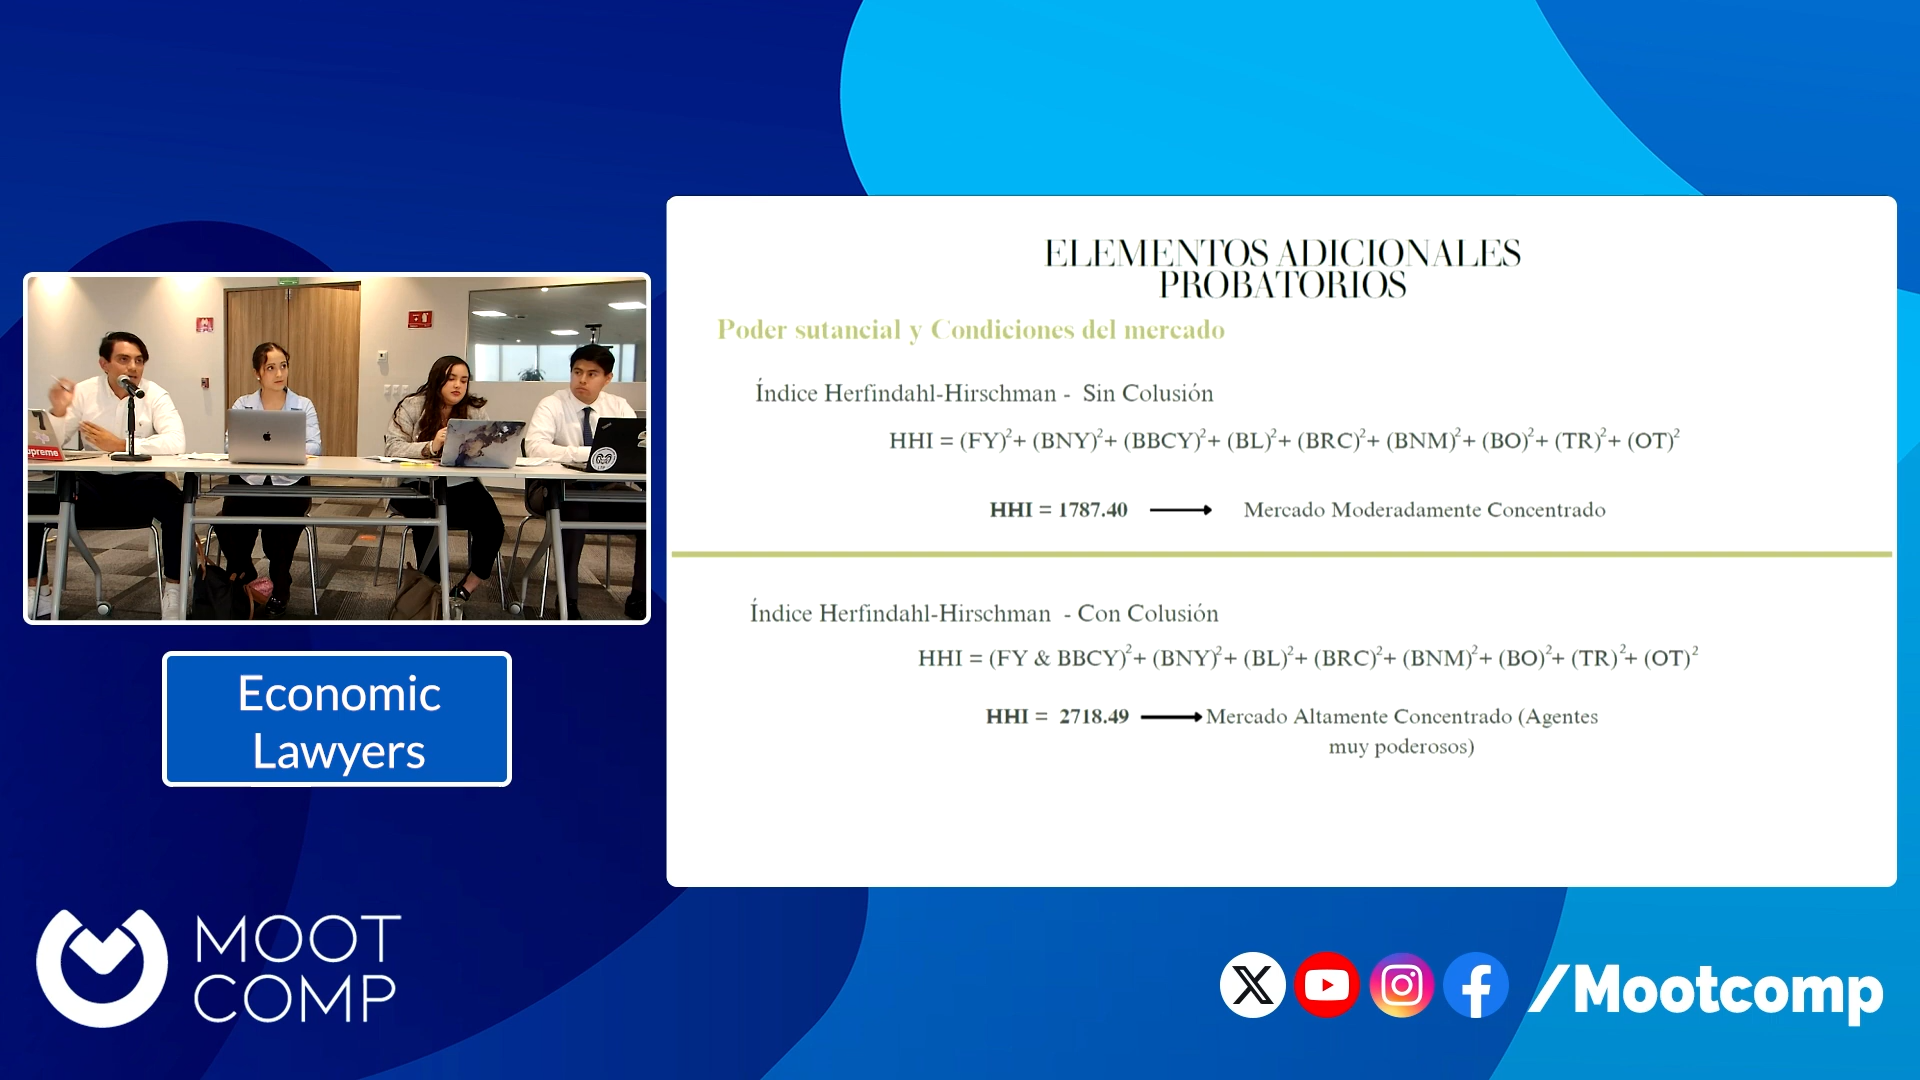 ELEMENTOS ADICIONALES
PROBATORIOS
Poder sutancial y Condiciones del mercado
Índice Herfindahl-Hirschman - Sin Colusión
HHI = (FY)²+ (BNY)²+ (BBCY)²+ (BL)²+ (BRC)²+ (BNM)²+ (BO)²+ (TR)²+ (OT)²
HHI = 1787.40 → Mercado Moderadamente Concentrado
Índice Herfindahl-Hirschman - Con Colusión
HHI = (FY & BBCY)²+ (BNY)²+ (BL)²+ (BRC)²+ (BNM)²+ (BO)²+ (TR)²+ (OT)²
HHI = 2718.49 → Mercado Altamente Concentrado (Agentes
muy poderosos)
upreme
Economic
Lawyers
MOOT
COMP
/Mootcomp